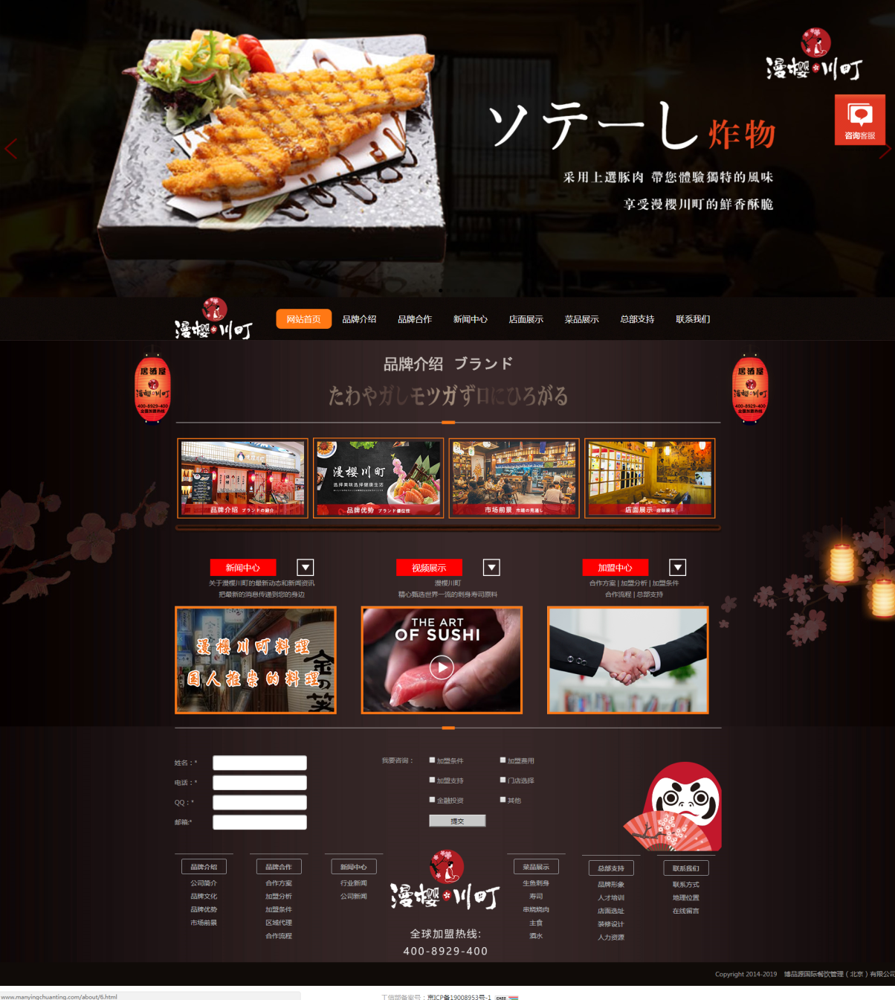 漫樱川町
ソテーし 炸物
咨询客服
采用上選豚肉 帶您體驗獨特的風味
享受漫櫻川町的鮮香酥脆
漫樱川町
网站首页 品牌介绍 品牌合作 新闻中心 店面展示 菜品展示 总部支持 联系我们
居酒屋
漫樱川町
400-8929-400
全国加盟热线
品牌介绍 ブランド
たわやガしモツガずロにひろがる
居酒屋
漫樱川町
400-8929-400
全国加盟热线
漫樱川町
选择美味选择健康生活
品牌介绍 ブランドの紹介
品牌优势 ブランド優位性
市场前景 市場の見通し
店面展示 店頭展示
新闻中心
关于漫樱川町的最新动态和新闻资讯
把最新的消息传递到您的身边
视频展示
漫樱川町
精心甄选世界一流的刺身寿司原料
加盟中心
合作方案 | 加盟分析 | 加盟条件
合作流程 | 总部支持
漫樱川町料理
国人推崇的料理
THE ART
OF SUSHI
姓名：*
电话：*
QQ：*
邮箱:*
我要咨询：
加盟条件 加盟费用
加盟支持 门店选择
金融投资 其他
提交
品牌介绍
公司简介
品牌文化
品牌优势
市场前景
品牌合作
合作方案
加盟分析
加盟条件
区域代理
合作流程
新闻中心
行业新闻
公司新闻
漫樱川町
全球加盟热线:
400-8929-400
菜品展示
生鱼刺身
寿司
串烧烧肉
主食
酒水
总部支持
品牌形象
人才培训
店面选址
装修设计
人力资源
联系我们
联系方式
地理位置
在线留言
Copyright 2014-2019 博品源国际餐饮管理（北京）有限公司
www.manyingchuanting.com/about/6.html
工信部备案号：京ICP备19008953号-1